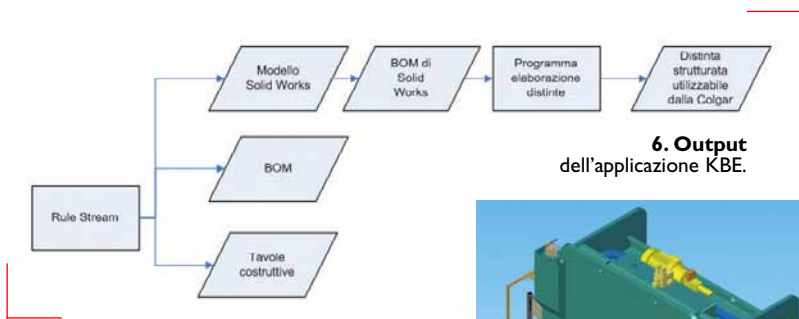 Modello
Solid Works
BOM di
Solid
Works
Programma
elaborazione
distinte
Distinta
strutturata
utilizzabile
dalla Colgar
6. Output
dell'applicazione KBE.
BOM
Rule Stream
Tavole
costruttive